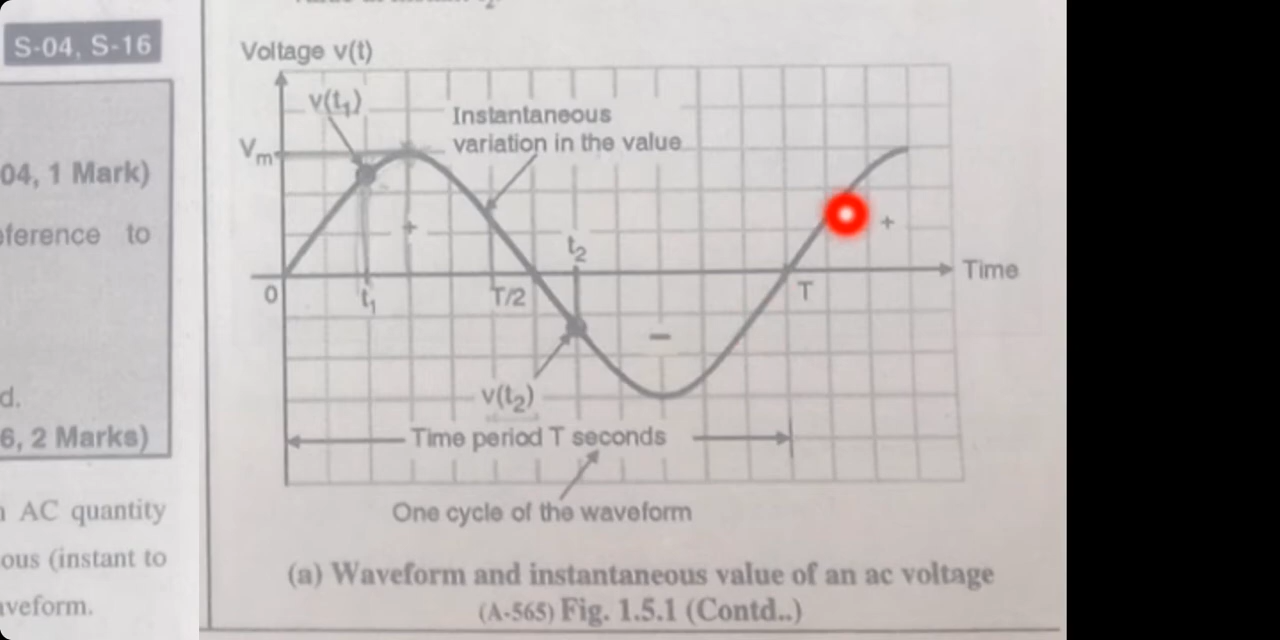 S-04, S-16
04, 1 Mark)
ference to
d.
6, 2 Marks)
AC quantity
ous (instant to
aveform.
Voltage v(t)
v(t₁)
Instantaneous
variation in the value
Vₘ
+
t₂
+
Time
0
t₁
T/2
T
–
v(t₂)
Time period T seconds
One cycle of the waveform
(a) Waveform and instantaneous value of an ac voltage
(A-565) Fig. 1.5.1 (Contd..)